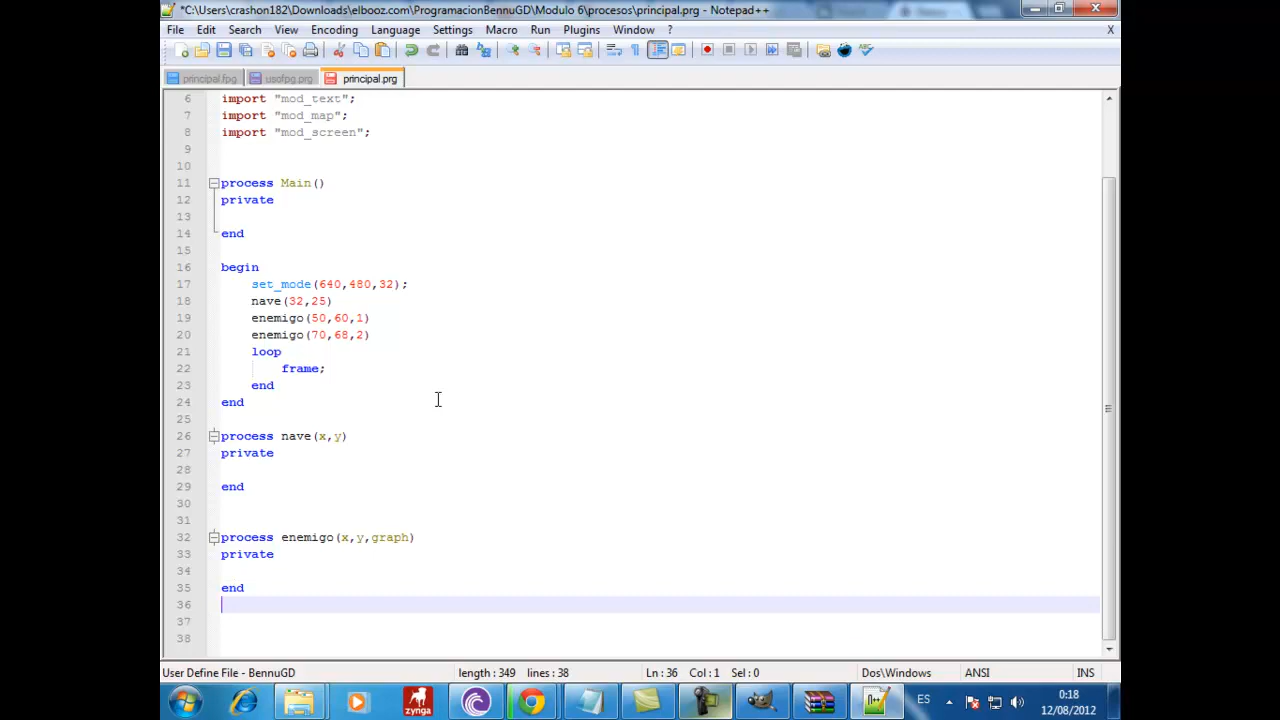 *C:\Users\crashon182\Downloads\elbooz.com\ProgramacionBennuGD\Modulo 6\procesos\principal.prg - Notepad++
File Edit Search View Encoding Language Settings Macro Run Plugins Window ? X
principal.fpg usofpg.prg principal.prg
6 import "mod_text";
7 import "mod_map";
8 import "mod_screen";
9
10
11 process Main()
12 private
13
14 end
15
16 begin
17 set_mode(640,480,32);
18 nave(32,25)
19 enemigo(50,60,1)
20 enemigo(70,68,2)
21 loop
22 frame;
23 end
24 end
25
26 process nave(x,y)
27 private
28
29 end
30
31
32 process enemigo(x,y,graph)
33 private
34
35 end
36
37
38
User Define File - BennuGD length : 349 lines : 38 Ln : 36 Col : 1 Sel : 0 Dos\Windows ANSI INS
zynga ES 0:18
12/08/2012